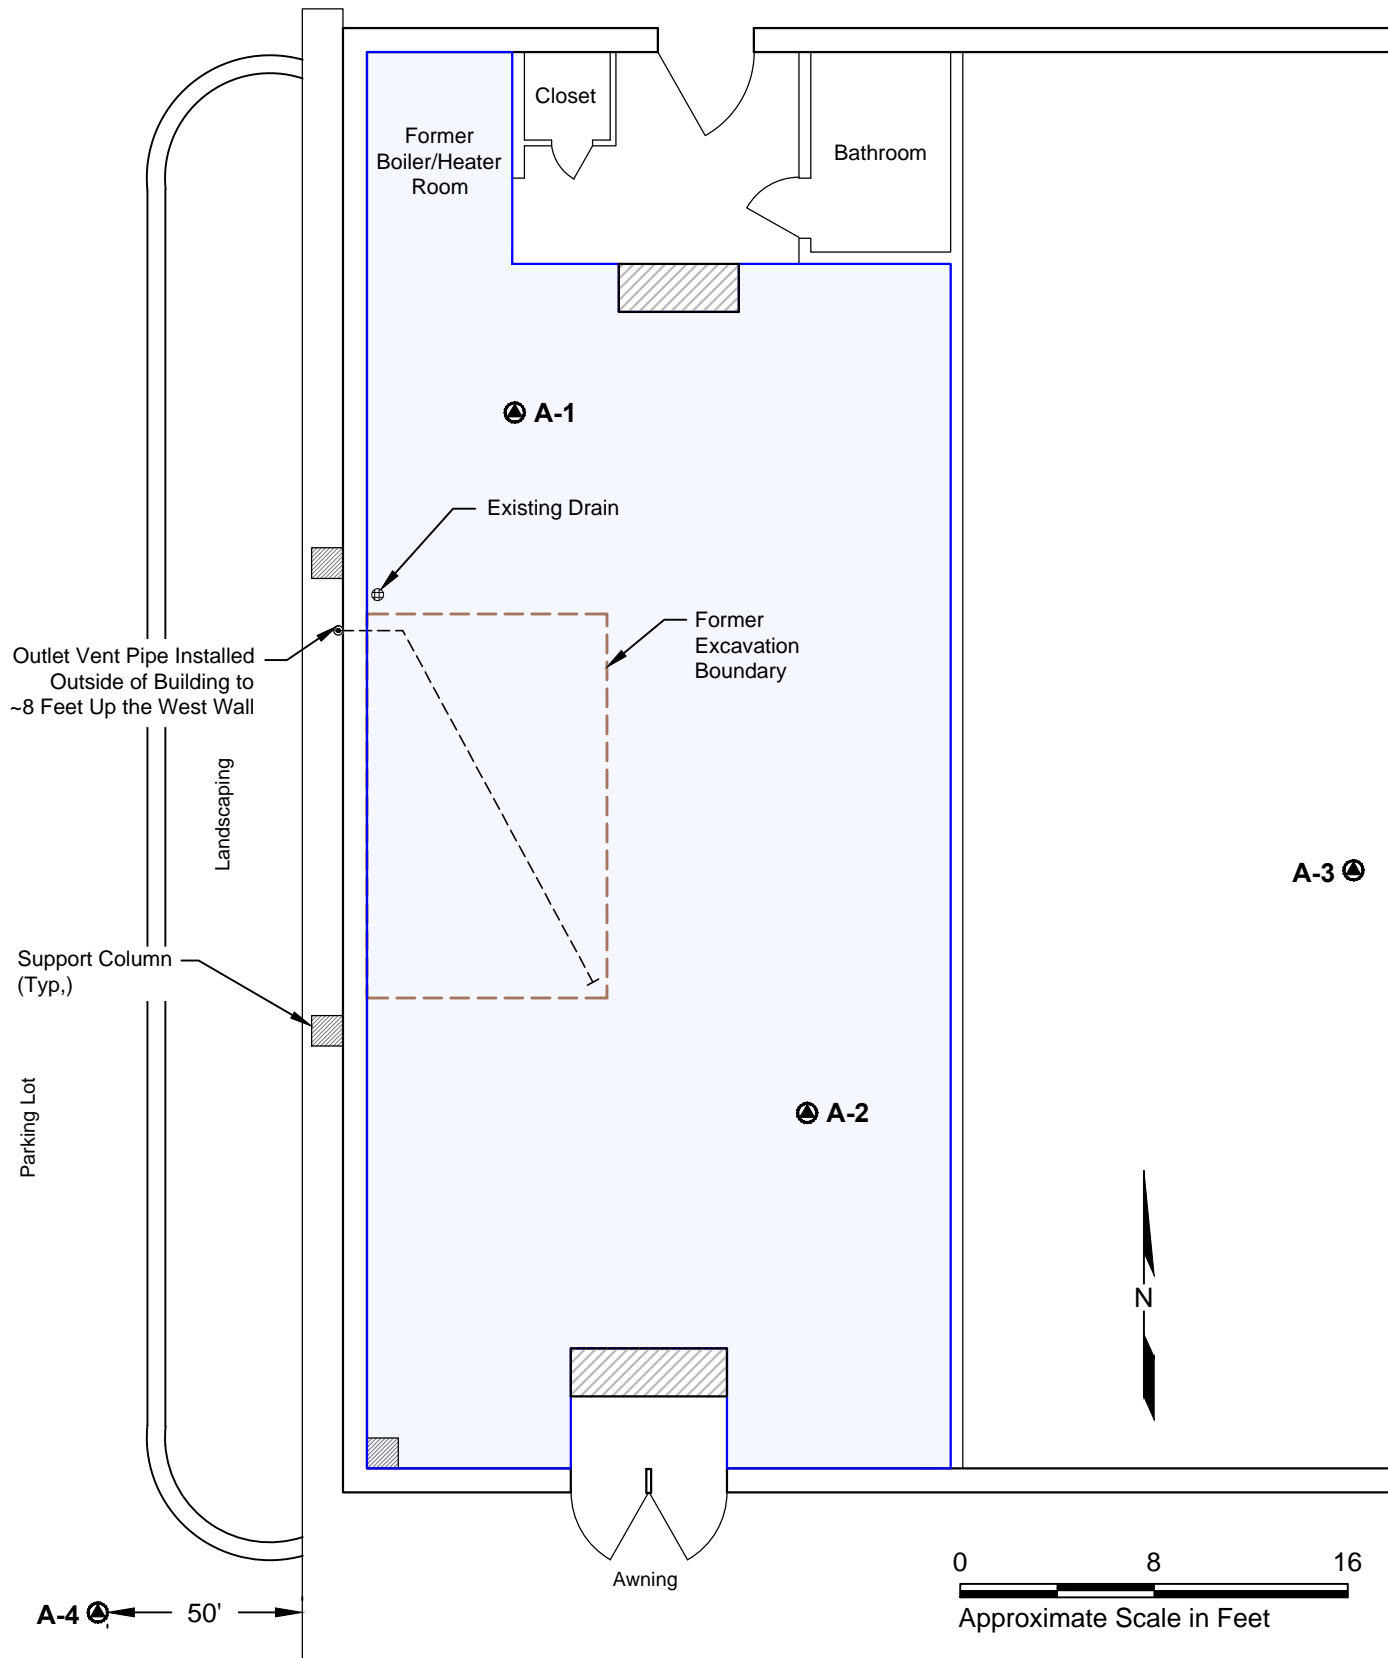 Closet
Former
Boiler/Heater
Room
Bathroom
A-1
Existing Drain
Former
Excavation
Boundary
Outlet Vent Pipe Installed
Outside of Building to
~8 Feet Up the West Wall
Landscaping
A-3
Support Column
(Typ,)
Parking Lot
A-2
N
Awning
0 8 16
Approximate Scale in Feet
A-4 50'